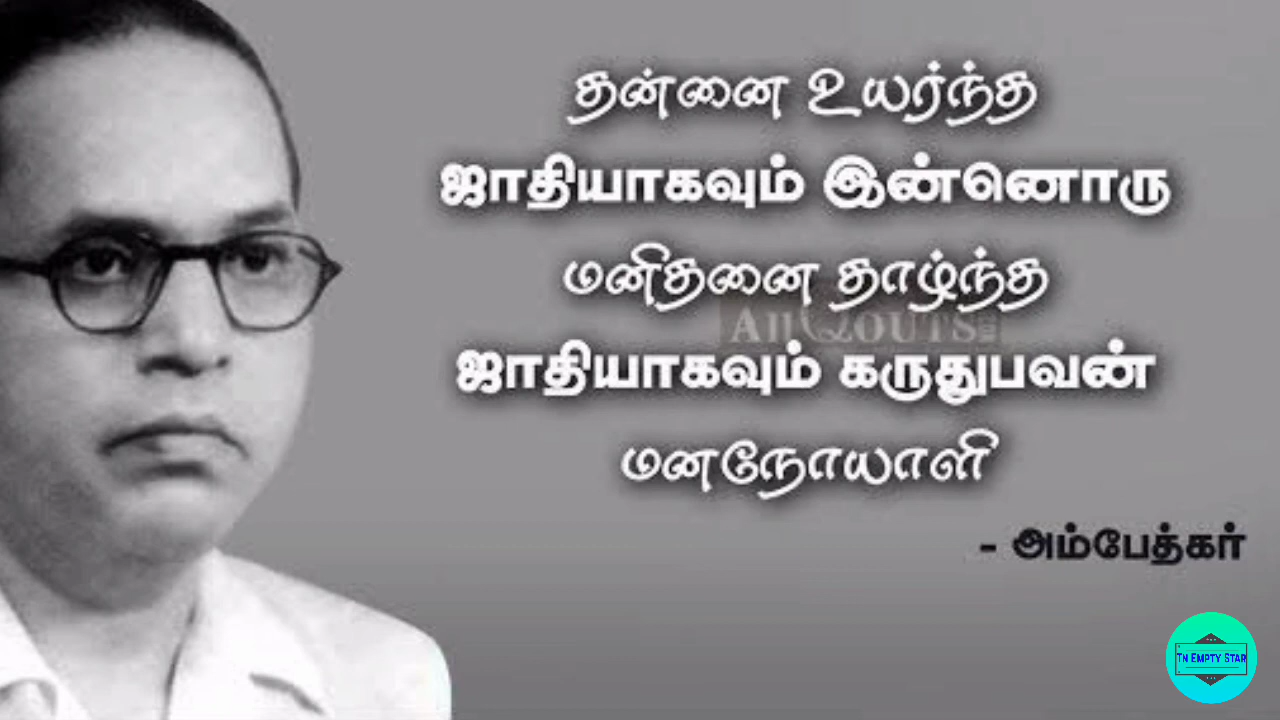 தன்னை உயர்ந்த
ஜாதியாகவும் இன்னொரு
மனிதனை தாழ்ந்த
ஜாதியாகவும் கருதுபவன்
மனநோயாளி
- அம்பேத்கர்
TN EMPTY STAR